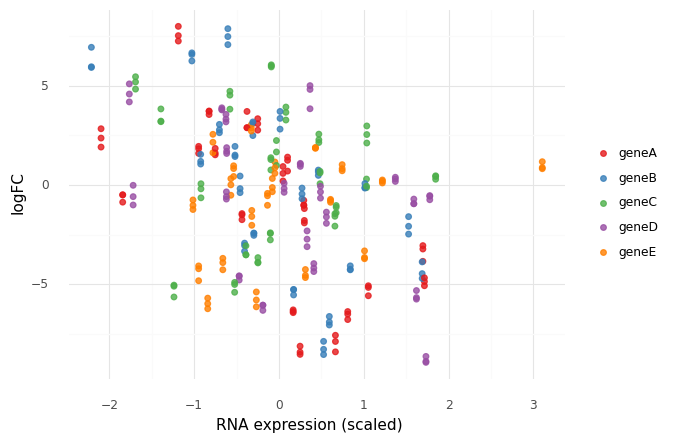 logFC
5
0
−5
−2
−1
0
1
2
3
RNA expression (scaled)
geneA
geneB
geneC
geneD
geneE